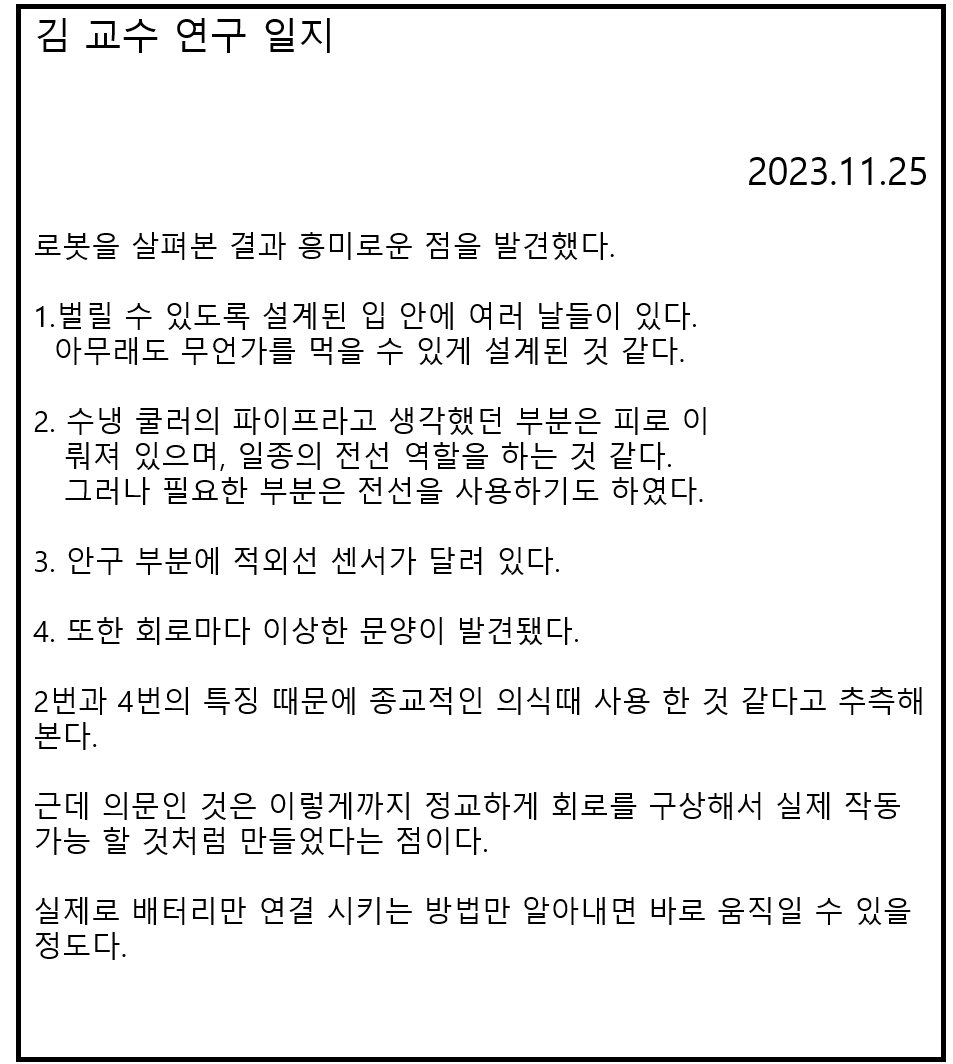 김 교수 연구 일지
2023.11.25
로봇을 살펴본 결과 흥미로운 점을 발견했다.
1.벌릴 수 있도록 설계된 입 안에 여러 날들이 있다.
아무래도 무언가를 먹을 수 있게 설계된 것 같다.
2. 수냉 쿨러의 파이프라고 생각했던 부분은 피로 이
뤄져 있으며, 일종의 전선 역할을 하는 것 같다.
그러나 필요한 부분은 전선을 사용하기도 하였다.
3. 안구 부분에 적외선 센서가 달려 있다.
4. 또한 회로마다 이상한 문양이 발견됐다.
2번과 4번의 특징 때문에 종교적인 의식때 사용 한 것 같다고 추측해
본다.
근데 의문인 것은 이렇게까지 정교하게 회로를 구상해서 실제 작동
가능 할 것처럼 만들었다는 점이다.
실제로 배터리만 연결 시키는 방법만 알아내면 바로 움직일 수 있을
정도다.